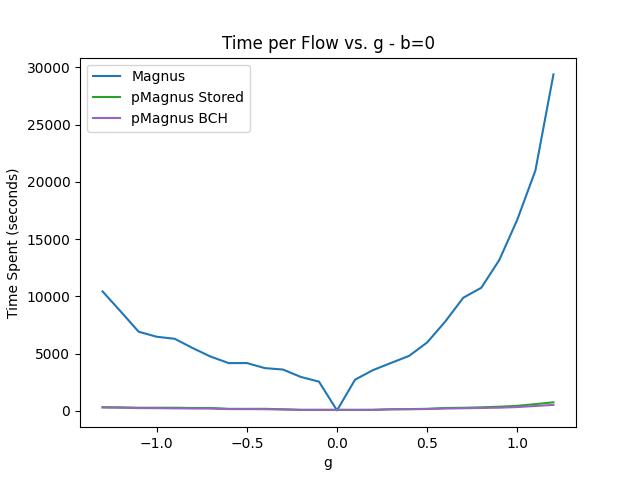 Time per Flow vs. g - b=0
Magnus
pMagnus Stored
pMagnus BCH
Time Spent (seconds)
30000
25000
20000
15000
10000
5000
0
−1.0 −0.5 0.0 0.5 1.0
g